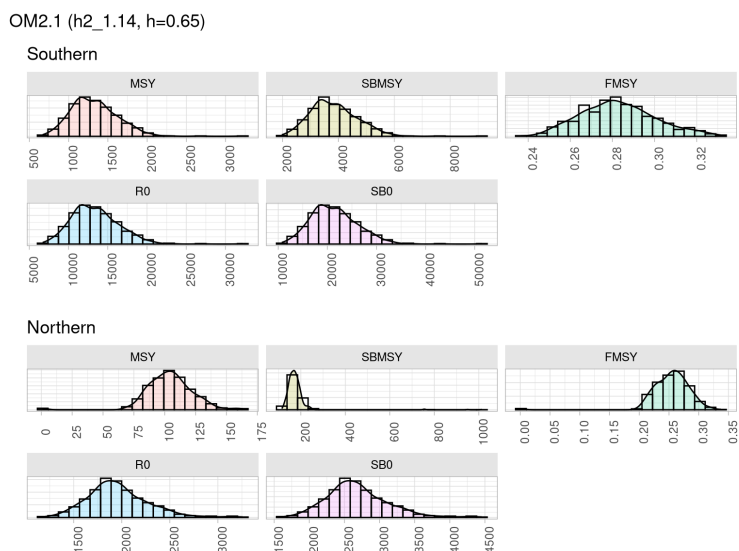 OM2.1 (h2_1.14, h=0.65)
Southern
MSY SBMSY FMSY
500 1000 1500 2000 2500 3000 2000 4000 6000 8000 0.24 0.26 0.28 0.30 0.32
R0 SB0
5000 10000 15000 20000 25000 30000 10000 20000 30000 40000 50000
Northern
MSY SBMSY FMSY
0 25 50 75 100 125 150 175 200 400 600 800 1000 0.00 0.05 0.10 0.15 0.20 0.25 0.30 0.35
R0 SB0
1500 2000 2500 3000 1500 2000 2500 3000 3500 4000 4500